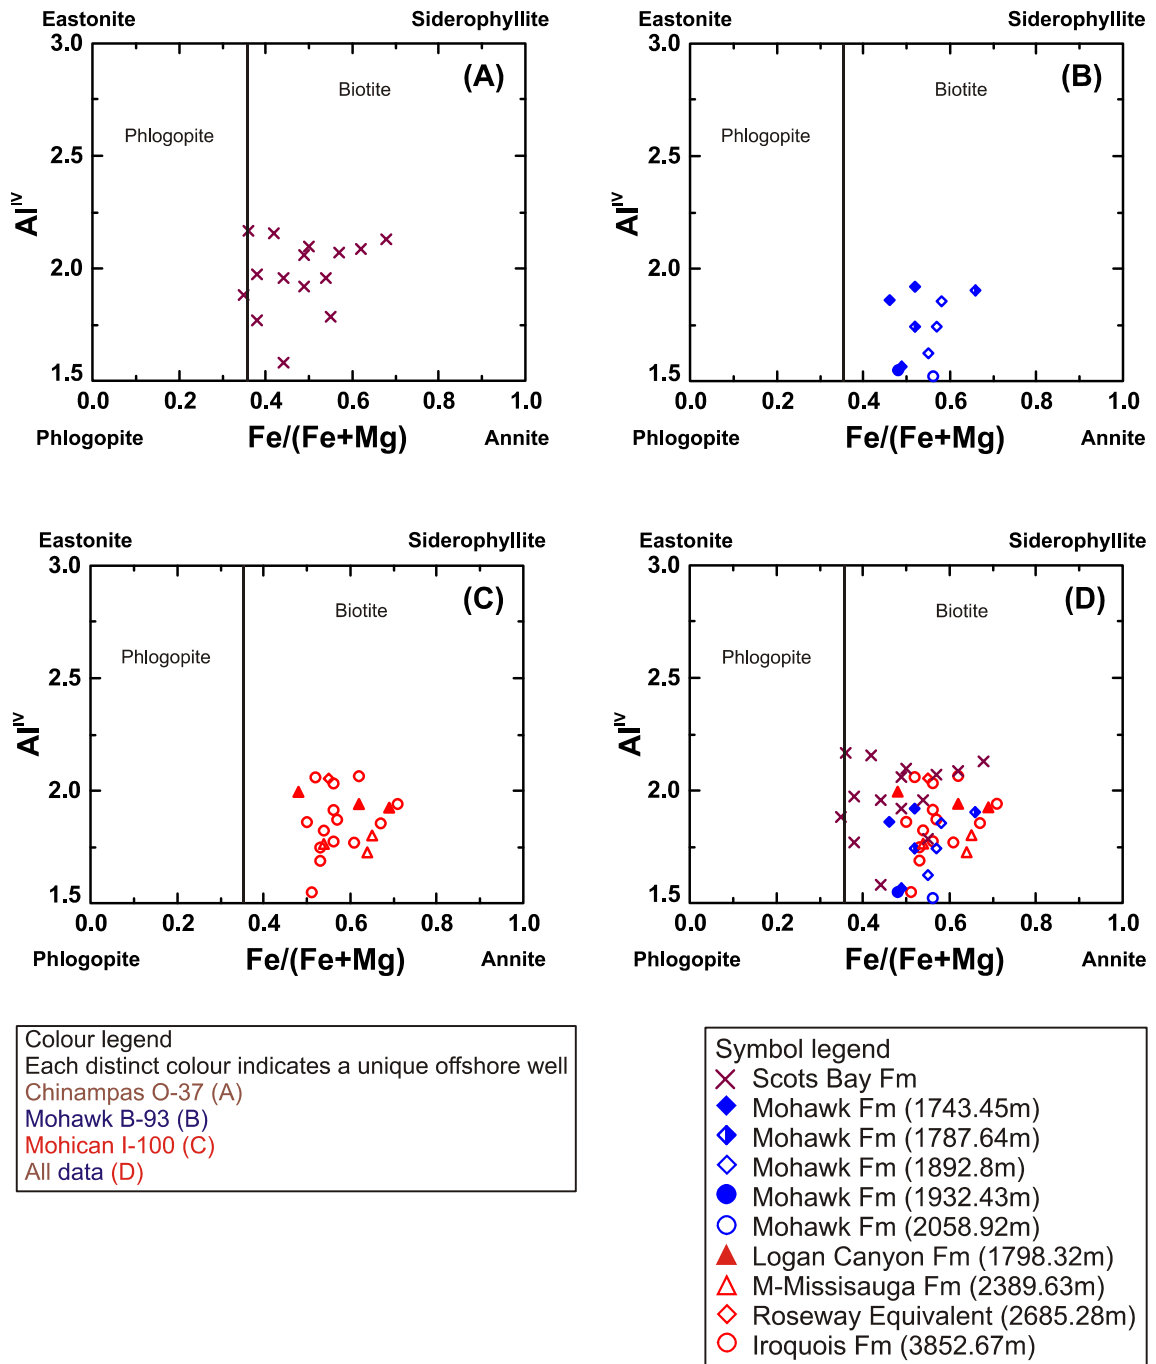 Eastonite Siderophyllite
3.0 (A)
Biotite
Phlogopite
2.5
Al^IV
2.0
1.5
0.0 0.2 0.4 0.6 0.8 1.0
Phlogopite Fe/(Fe+Mg) Annite
Eastonite Siderophyllite
3.0 (B)
Biotite
Phlogopite
2.5
Al^IV
2.0
1.5
0.0 0.2 0.4 0.6 0.8 1.0
Phlogopite Fe/(Fe+Mg) Annite
Eastonite Siderophyllite
3.0 (C)
Biotite
Phlogopite
2.5
Al^IV
2.0
1.5
0.0 0.2 0.4 0.6 0.8 1.0
Phlogopite Fe/(Fe+Mg) Annite
Eastonite Siderophyllite
3.0 (D)
Biotite
Phlogopite
2.5
Al^IV
2.0
1.5
0.0 0.2 0.4 0.6 0.8 1.0
Phlogopite Fe/(Fe+Mg) Annite
Colour legend
Each distinct colour indicates a unique offshore well
Chinampas O-37 (A)
Mohawk B-93 (B)
Mohican I-100 (C)
All data (D)
Symbol legend
Scots Bay Fm
Mohawk Fm (1743.45m)
Mohawk Fm (1787.64m)
Mohawk Fm (1892.8m)
Mohawk Fm (1932.43m)
Mohawk Fm (2058.92m)
Logan Canyon Fm (1798.32m)
M-Missisauga Fm (2389.63m)
Roseway Equivalent (2685.28m)
Iroquois Fm (3852.67m)